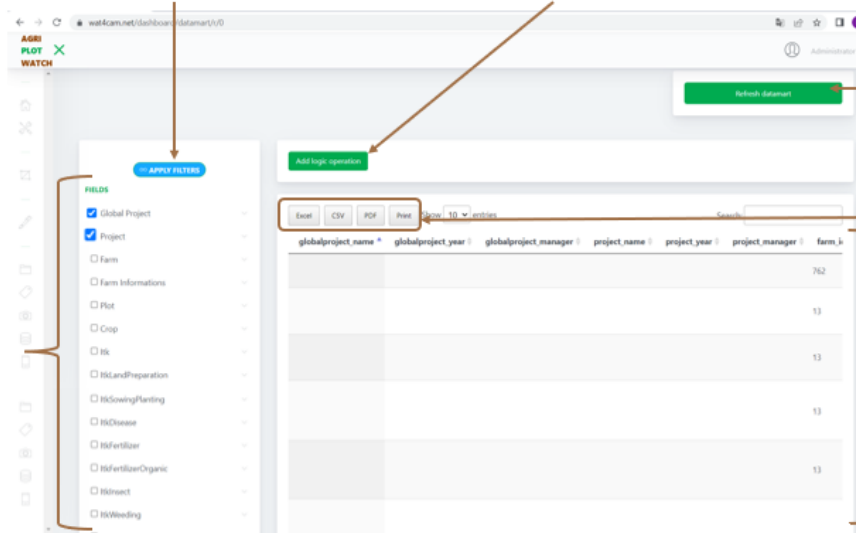 wat4cam.net/dashboard/datamart/r/0
AGRI
PLOT
WATCH
Administrator
Refresh datamart
APPLY FILTERS
Add logic operation
FIELDS
Global Project
Project
Farm
Farm Informations
Plot
Crop
Itk
ItkLandPreparation
ItkSowingPlanting
ItkDisease
ItkFertilizer
ItkFertilizerOrganic
ItkInsect
ItkWeeding
Excel CSV PDF Print Show 10 entries Search:
globalproject_name globalproject_year globalproject_manager project_name project_year project_manager
762
13
13
13
13